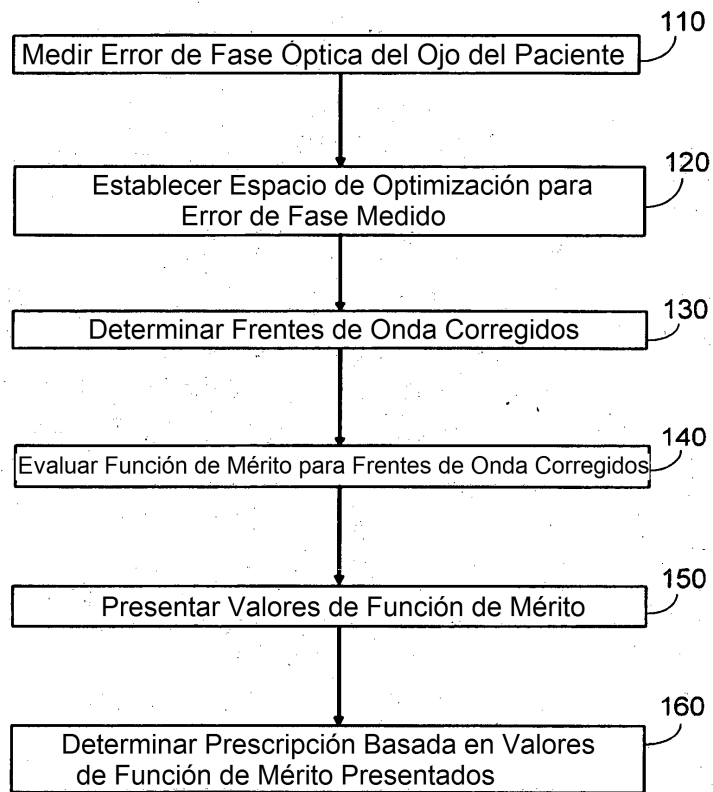 110
Medir Error de Fase Óptica del Ojo del Paciente
120
Establecer Espacio de Optimización para
Error de Fase Medido
130
Determinar Frentes de Onda Corregidos
140
Evaluar Función de Mérito para Frentes de Onda Corregidos
150
Presentar Valores de Función de Mérito
160
Determinar Prescripción Basada en Valores
de Función de Mérito Presentados